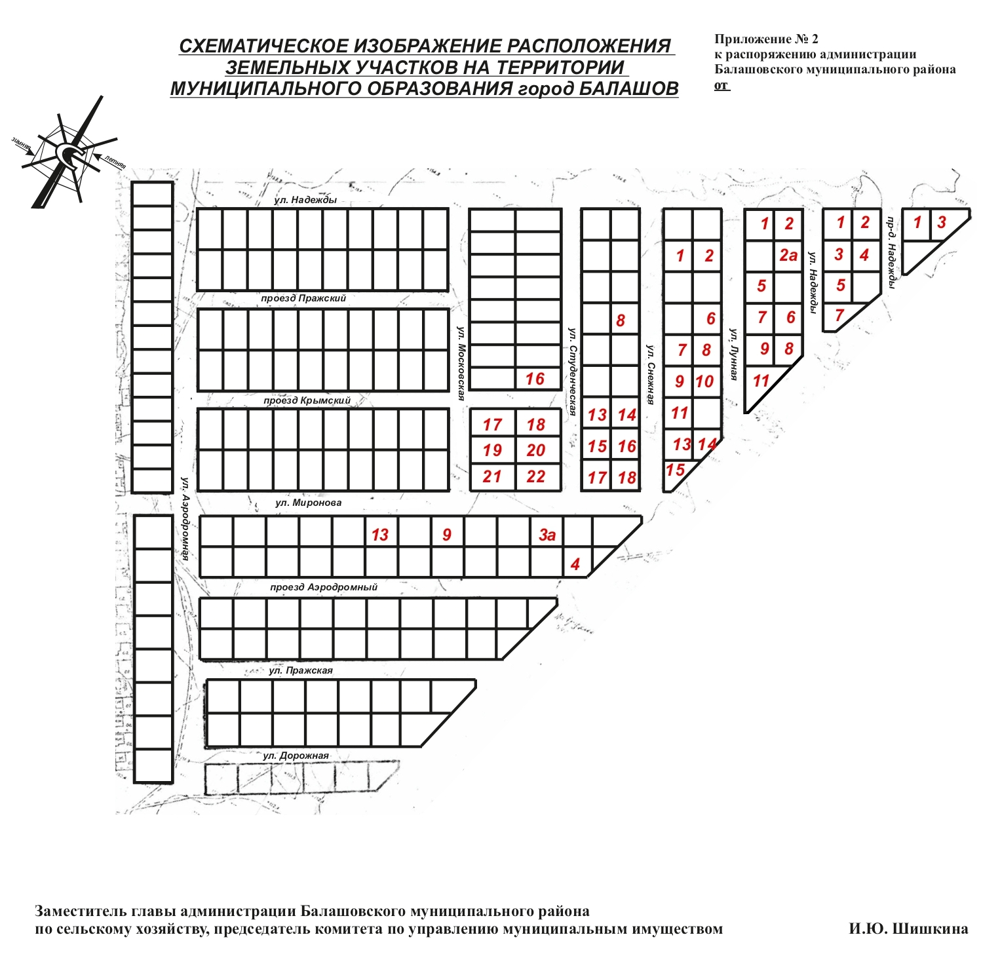 СХЕМАТИЧЕСКОЕ ИЗОБРАЖЕНИЕ РАСПОЛОЖЕНИЯ
ЗЕМЕЛЬНЫХ УЧАСТКОВ НА ТЕРРИТОРИИ
МУНИЦИПАЛЬНОГО ОБРАЗОВАНИЯ город БАЛАШОВ
Приложение № 2
к распоряжению администрации
Балашовского муниципального района
от
зимняя
летняя
С
ул. Надежды
1 2
1 2
1 3
пр-д. Надежды
1 2
2а
3 4
ул. Надежды
5
5
проезд Пражский
8
6
7 6
7
ул. Московская
ул. Студенческая
ул. Снежная
ул. Лунная
7 8
9 8
16
9 10
11
проезд Крымский
17 18
13 14
11
19 20
15 16
13 14
21 22
17 18
15
ул. Аэродромная
ул. Миронова
13 9 3а
4
проезд Аэродромный
ул. Пражская
ул. Дорожная
Заместитель главы администрации Балашовского муниципального района
по сельскому хозяйству, председатель комитета по управлению муниципальным имуществом
И.Ю. Шишкина